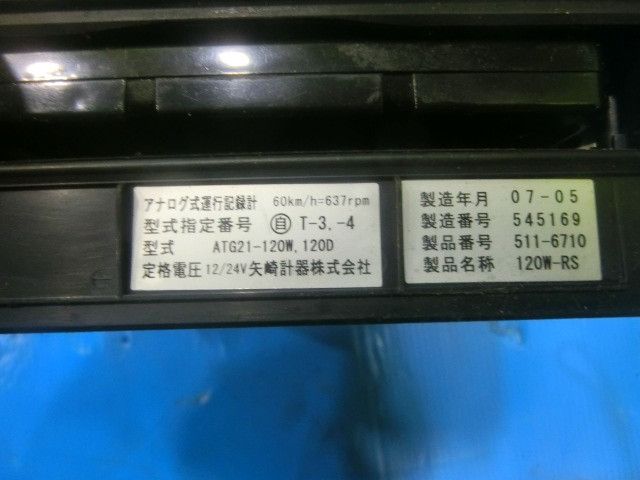 アナログ式運行記録計 60km/h=637rpm
型式指定番号 ㊂ T-3,-4
型式 ATG21-120W,120D
定格電圧 12/24V 矢崎計器株式会社
製造年月 07-05
製造番号 545169
製品番号 511-6710
製品名称 120W-RS